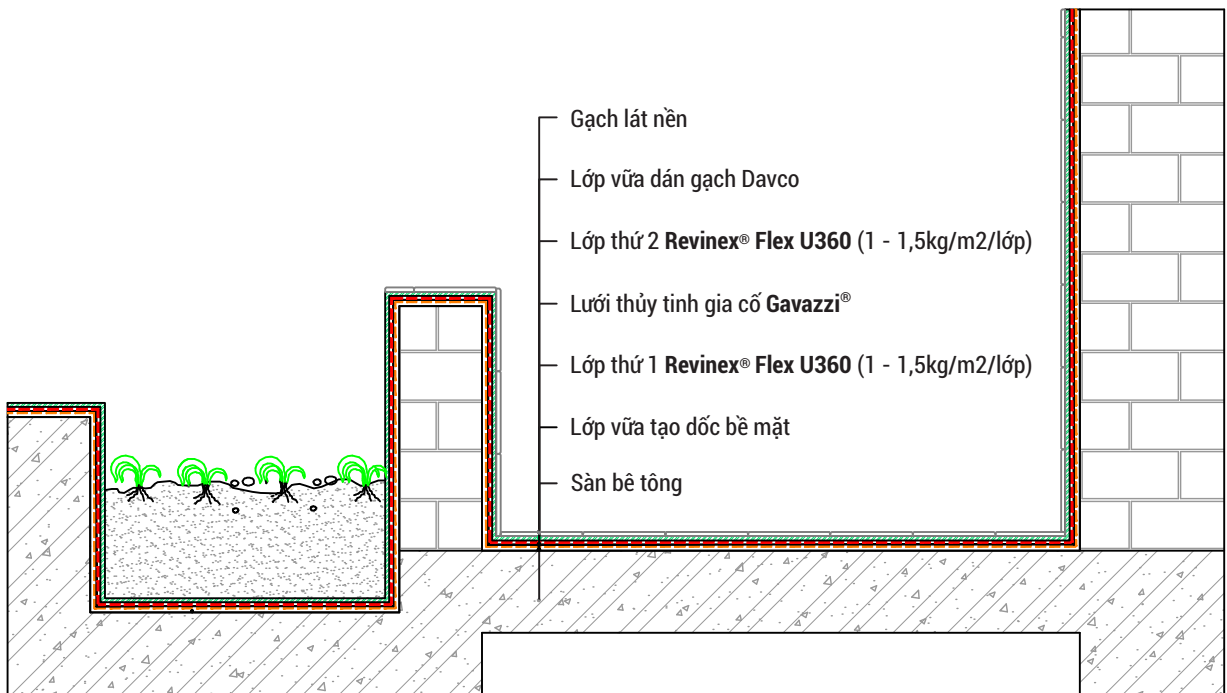 Gạch lát nền
Lớp vữa dán gạch Davco
Lớp thứ 2 Revinex® Flex U360 (1 - 1,5kg/m2/lớp)
Lưới thủy tinh gia cố Gavazzi®
Lớp thứ 1 Revinex® Flex U360 (1 - 1,5kg/m2/lớp)
Lớp vữa tạo dốc bề mặt
Sàn bê tông